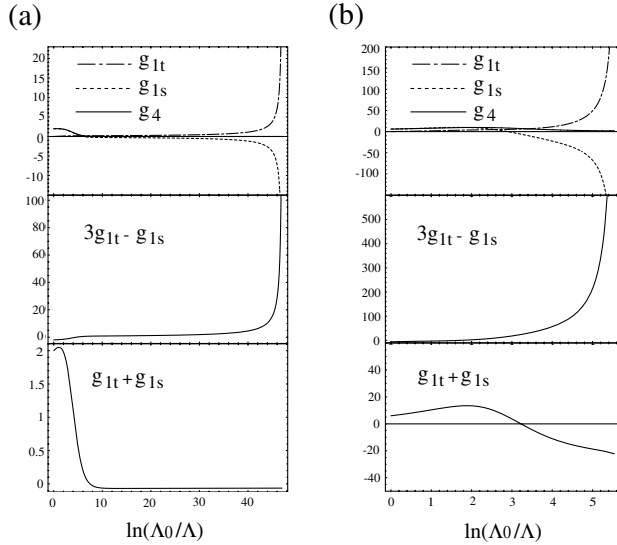 (a)
(b)
g1t
g1s
g4
20
15
10
5
0
-5
-10
3g1t - g1s
100
80
60
40
20
0
g1t + g1s
2
1.5
1
0.5
0
0 10 20 30 40
ln(Λ0/Λ)
g1t
g1s
g4
200
150
100
50
0
-50
-100
3g1t - g1s
500
400
300
200
100
0
g1t + g1s
40
20
0
-20
-40
0 1 2 3 4 5
ln(Λ0/Λ)